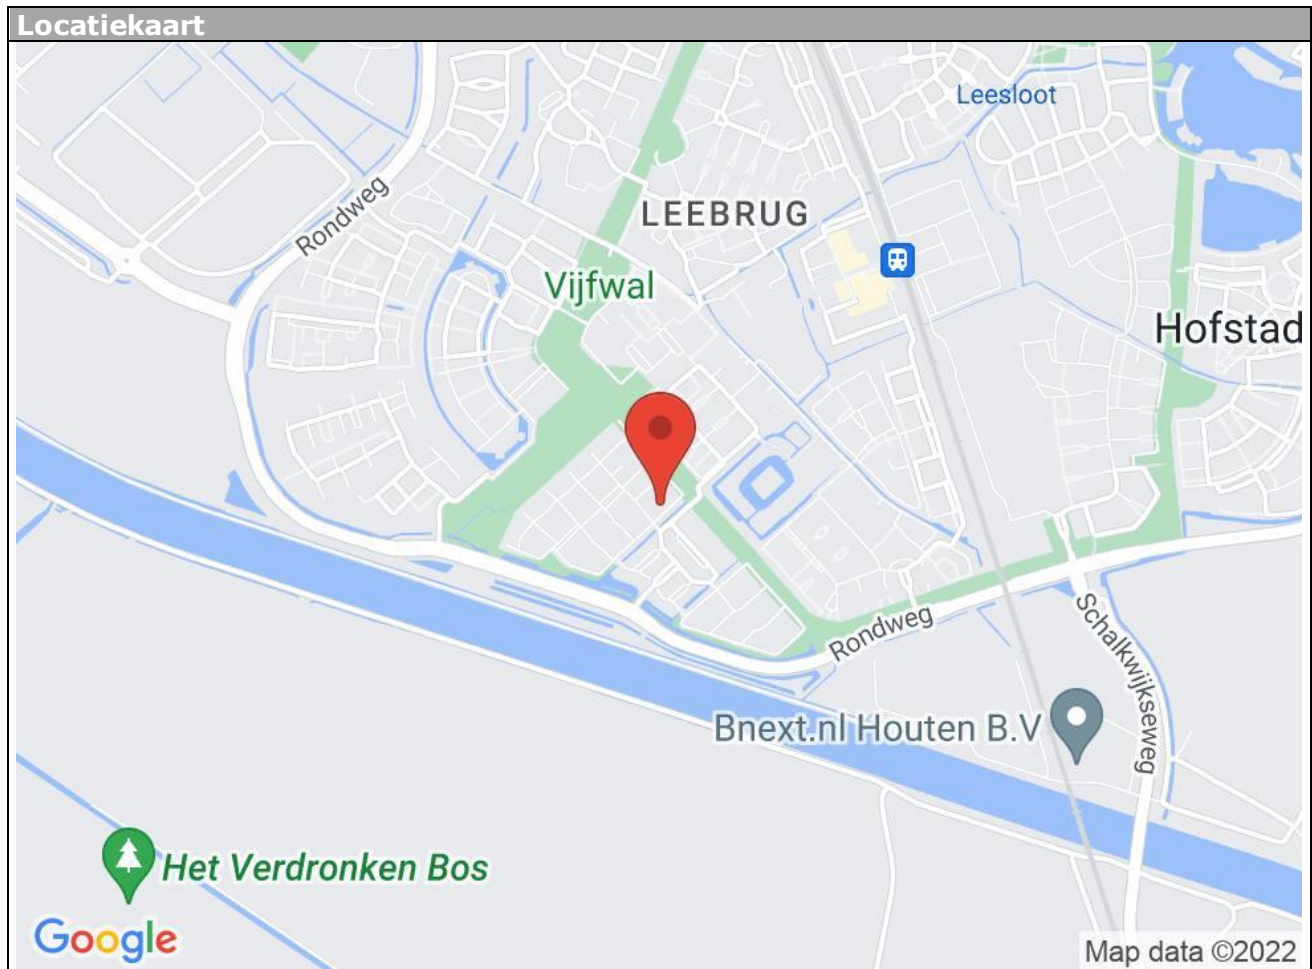 Locatiekaart
Leesloot
Rondweg
LEEBRUG
Vijfwal
Hofstad
Rondweg
Schalkwijkseweg
Bnext.nl Houten B.V
Het Verdronken Bos
Google
Map data ©2022